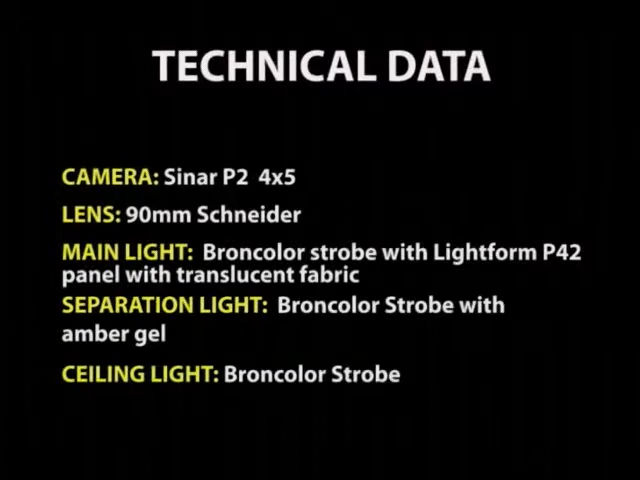 TECHNICAL DATA
CAMERA: Sinar P2 4x5
LENS: 90mm Schneider
MAIN LIGHT: Broncolor strobe with Lightform P42
panel with translucent fabric
SEPARATION LIGHT: Broncolor Strobe with
amber gel
CEILING LIGHT: Broncolor Strobe